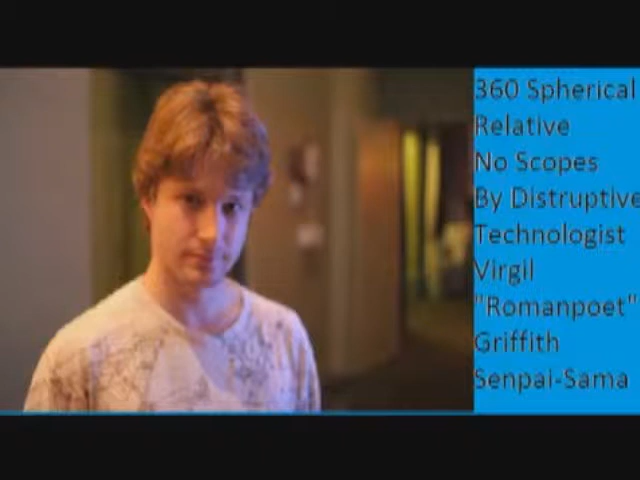 360 Spherical
Relative
No Scopes
By Distruptive
Technologist
Virgil
"Romanpoet"
Griffith
Senpai-Sama